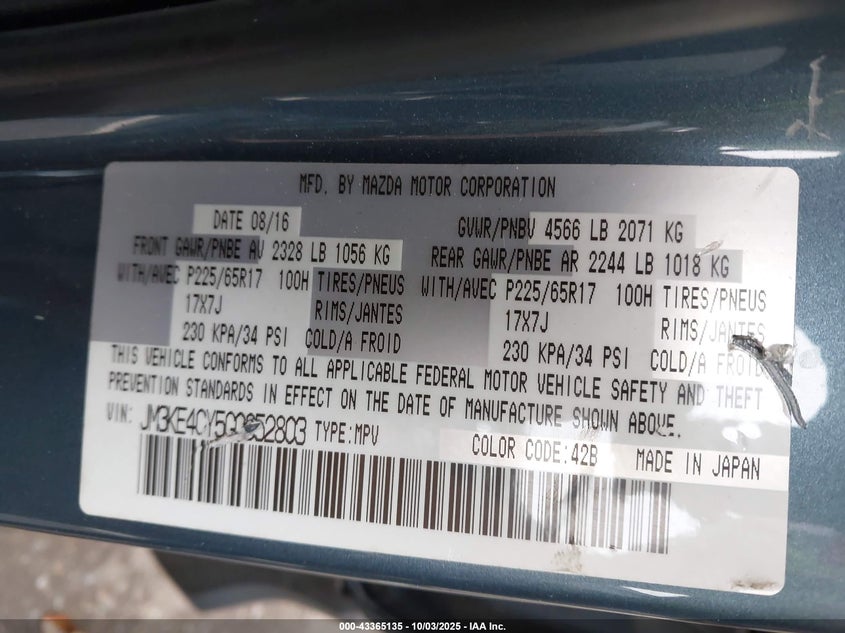 MFD. BY MAZDA MOTOR CORPORATION
DATE 08/16 GVWR/PNBV 4566 LB 2071 KG
FRONT GAWR/PNBE AV 2328 LB 1056 KG REAR GAWR/PNBE AR 2244 LB 1018 KG
WITH/AVEC P225/65R17 100H TIRES/PNEUS WITH/AVEC P225/65R17 100H TIRES/PNEUS
17X7J RIMS/JANTES 17X7J RIMS/JANTES
230 KPA/34 PSI COLD/A FROID 230 KPA/34 PSI COLD/A FROID
THIS VEHICLE CONFORMS TO ALL APPLICABLE FEDERAL MOTOR VEHICLE SAFETY AND THEFT
PREVENTION STANDARDS IN EFFECT ON THE DATE OF MANUFACTURE SHOWN ABOVE.
VIN: JM3KE4CY5G0852803 TYPE:MPV COLOR CODE:42B MADE IN JAPAN
000-43365135 - 10/03/2025 - IAA Inc.